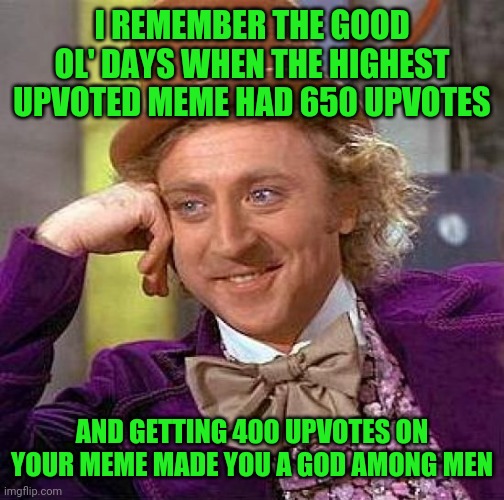 I REMEMBER THE GOOD
OL' DAYS WHEN THE HIGHEST
UPVOTED MEME HAD 650 UPVOTES
AND GETTING 400 UPVOTES ON
YOUR MEME MADE YOU A GOD AMONG MEN
imgflip.com